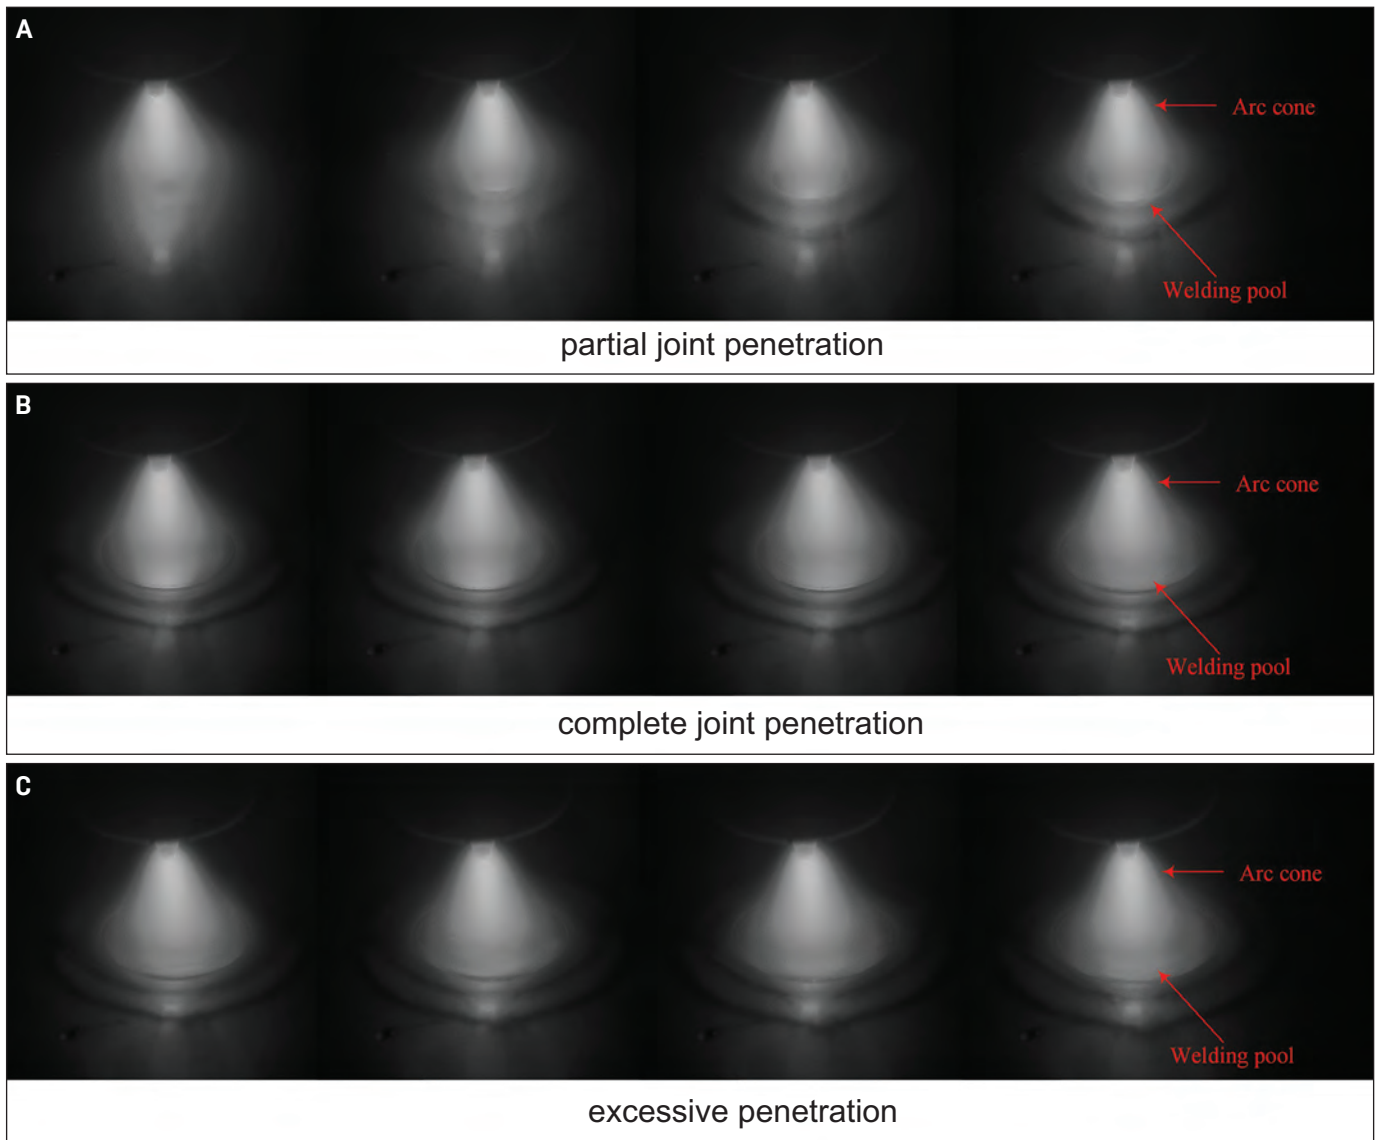 A
Arc cone
Welding pool
partial joint penetration
B
Arc cone
Welding pool
complete joint penetration
C
Arc cone
Welding pool
excessive penetration